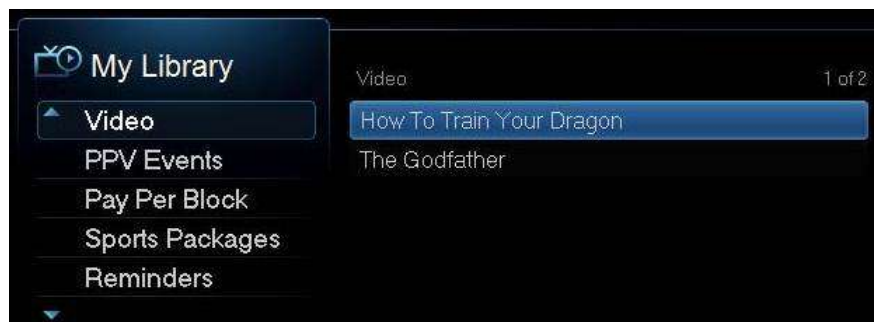 My Library
Video
PPV Events
Pay Per Block
Sports Packages
Reminders
Video 1 of 2
How To Train Your Dragon
The Godfather